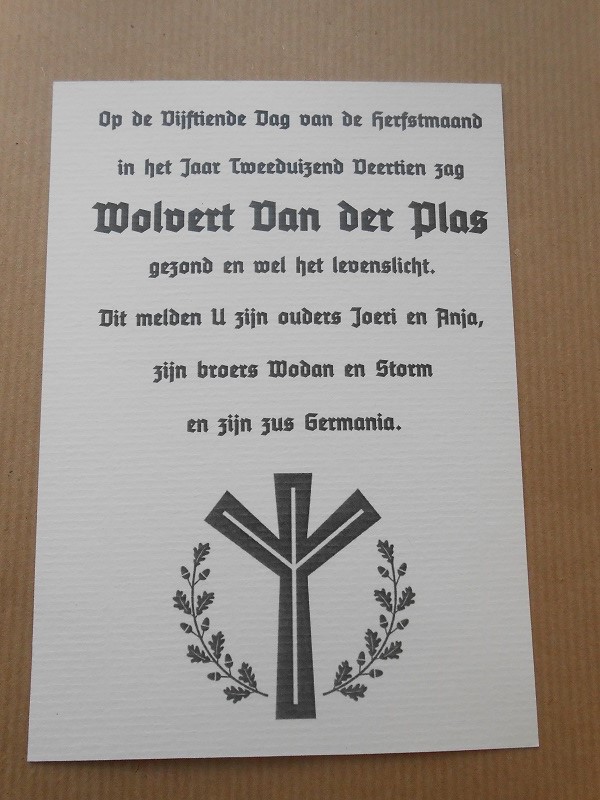 Op de Vijftiende Dag van de Herfstmaand
in het Jaar Tweeduizend Veertien zag
Wolvert Van der Plas
gezond en wel het levenslicht.
Dit melden U zijn ouders Joeri en Anja,
zijn broers Wodan en Storm
en zijn zus Germania.